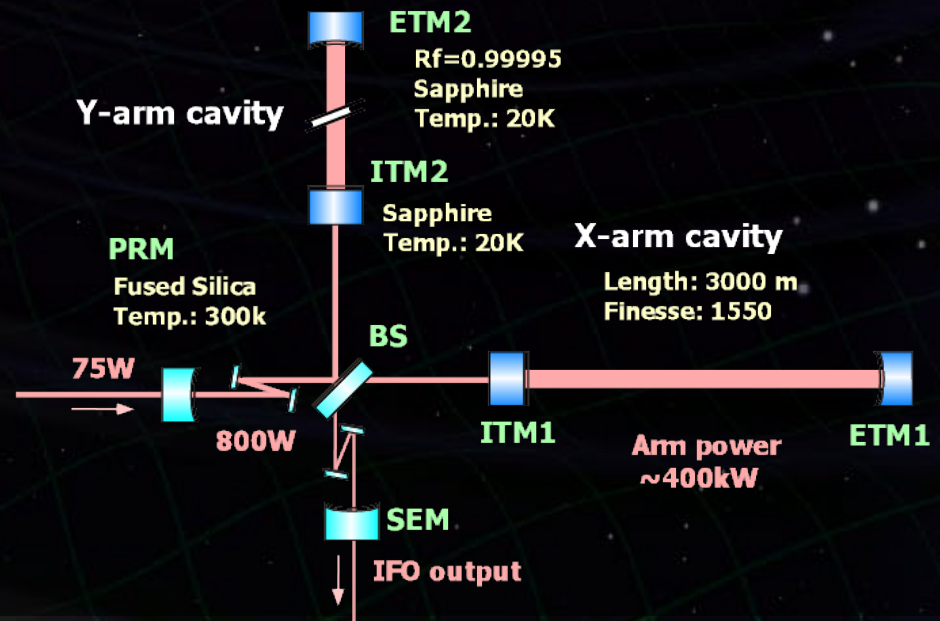 ETM2
Rf=0.99995
Sapphire
Temp.: 20K
Y-arm cavity
ITM2
Sapphire
Temp.: 20K
X-arm cavity
Length: 3000 m
Finesse: 1550
PRM
Fused Silica
Temp.: 300k
BS
75W
800W
ITM1
ETM1
Arm power
~400kW
SEM
IFO output